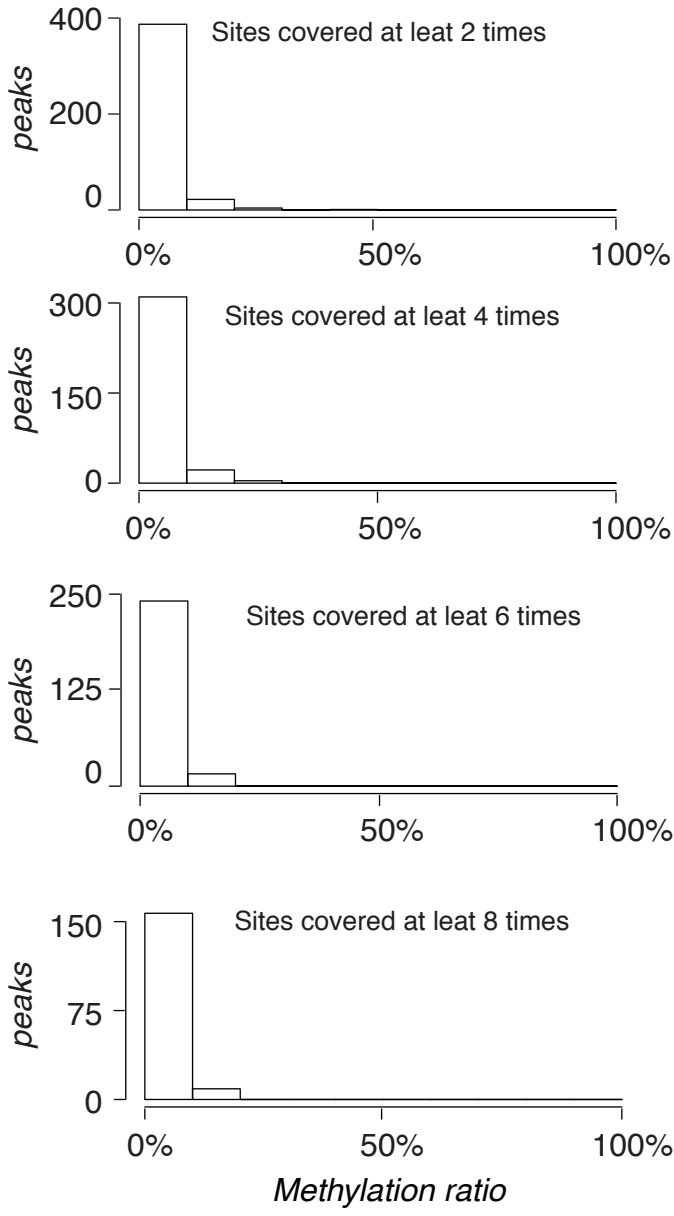 Sites covered at leat 2 times
peaks
400
200
0
0% 50% 100%
Sites covered at leat 4 times
peaks
300
150
0
0% 50% 100%
Sites covered at leat 6 times
peaks
250
125
0
0% 50% 100%
Sites covered at leat 8 times
peaks
150
75
0
0% 50% 100%
Methylation ratio